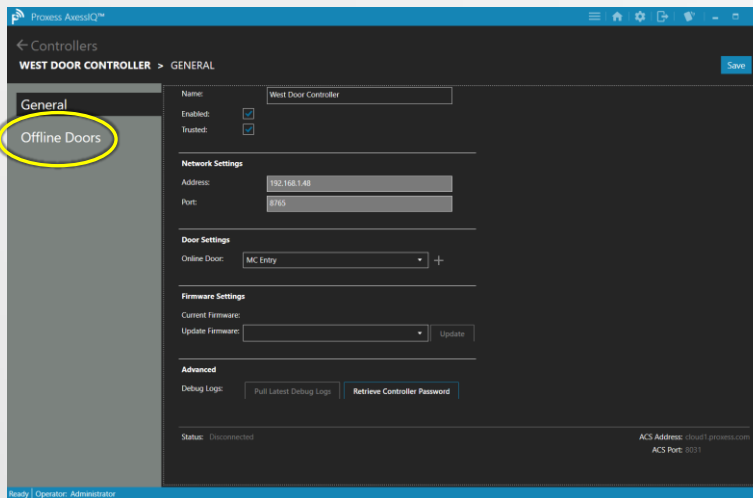 Proxess AxessIQ™
Controllers
WEST DOOR CONTROLLER > GENERAL
Save
General
Offline Doors
Name: West Door Controller
Enabled:
Trusted:
Network Settings
Address: 192.168.1.48
Port: 8765
Door Settings
Online Door: MC Entry
Firmware Settings
Current Firmware:
Update Firmware: Update
Advanced
Debug Logs: Pull Latest Debug Logs Retrieve Controller Password
Status: Disconnected
ACS Address: cloud1.proxess.com
ACS Port: 8031
Ready Operator: Administrator